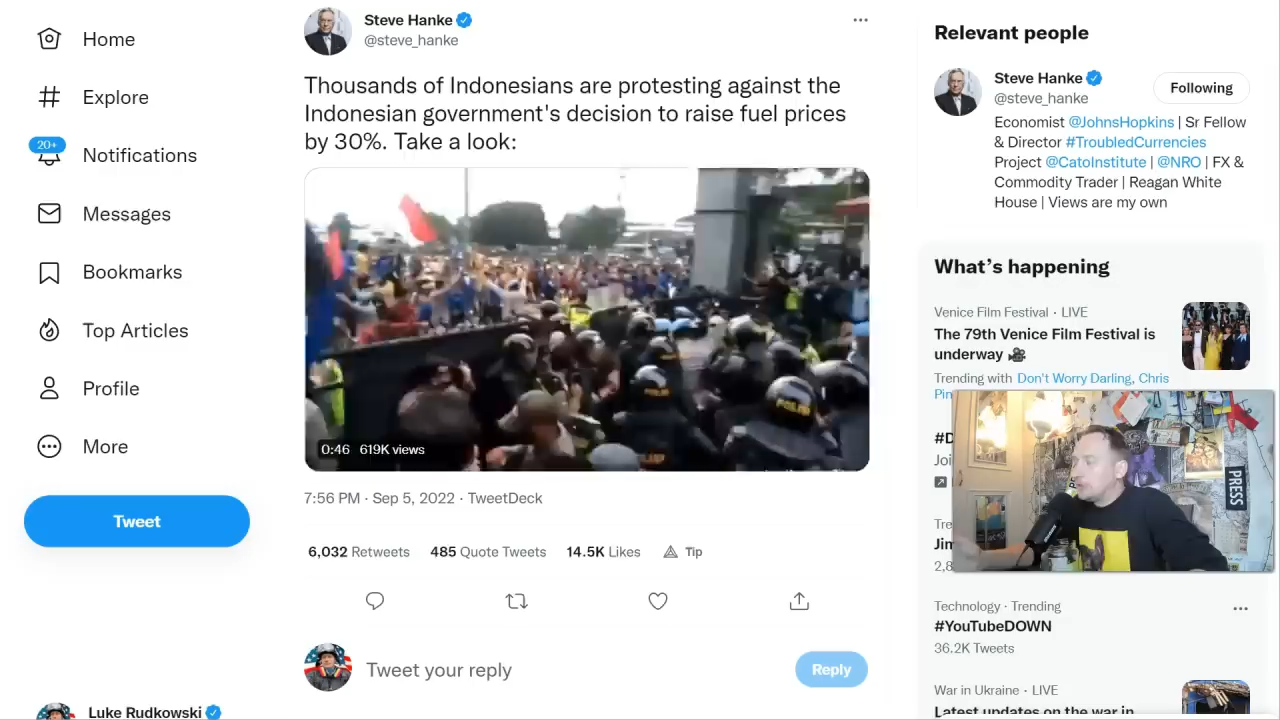 Home
Explore
20+
Notifications
Messages
Bookmarks
Top Articles
Profile
More
Tweet
Luke Rudkowski
Steve Hanke
@steve_hanke
Thousands of Indonesians are protesting against the
Indonesian government's decision to raise fuel prices
by 30%. Take a look:
0:46 619K views
7:56 PM · Sep 5, 2022 · TweetDeck
6,032 Retweets 485 Quote Tweets 14.5K Likes Tip
Tweet your reply
Reply
Relevant people
Steve Hanke
@steve_hanke
Following
Economist @JohnsHopkins | Sr Fellow
& Director #TroubledCurrencies
Project @CatoInstitute | @NRO | FX &
Commodity Trader | Reagan White
House | Views are my own
What's happening
Venice Film Festival · LIVE
The 79th Venice Film Festival is
underway 🎥
Trending with Don't Worry Darling, Chris
PRESS
Technology · Trending
#YouTubeDOWN
36.2K Tweets
War in Ukraine · LIVE
Latest updates on the war in